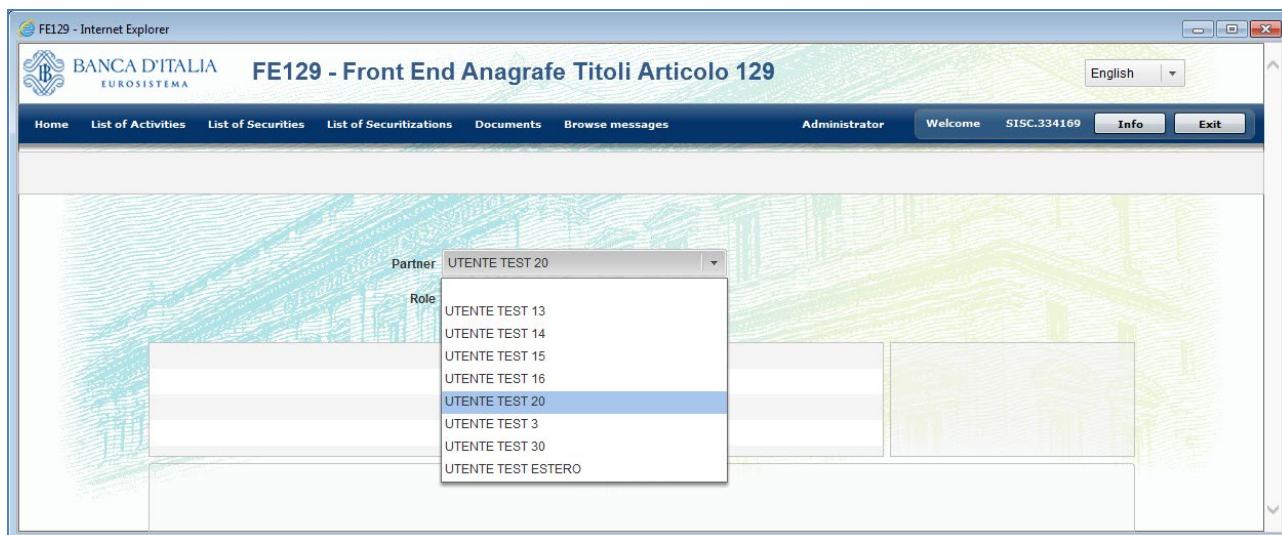 FE129 - Internet Explorer
BANCA D'ITALIA
EUROSISTEMA
FE129 - Front End Anagrafe Titoli Articolo 129
English
Home List of Activities List of Securities List of Securitizations Documents Browse messages Administrator Welcome SISC.334169 Info Exit
Partner UTENTE TEST 20
Role
UTENTE TEST 13
UTENTE TEST 14
UTENTE TEST 15
UTENTE TEST 16
UTENTE TEST 20
UTENTE TEST 3
UTENTE TEST 30
UTENTE TEST ESTERO